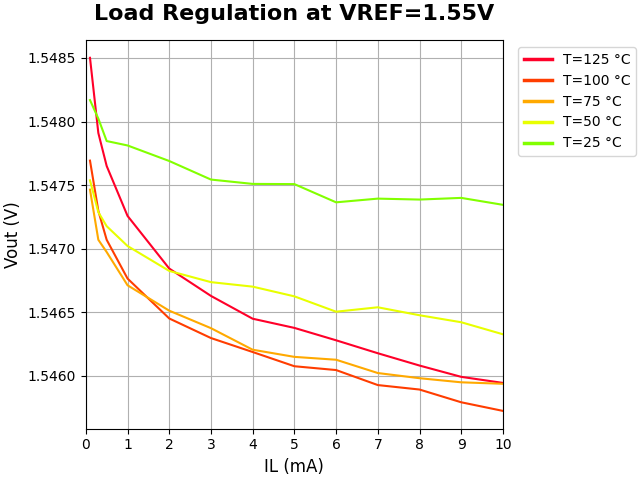 Load Regulation at VREF=1.55V
Vout (V)
1.5485
1.5480
1.5475
1.5470
1.5465
1.5460
0 1 2 3 4 5 6 7 8 9 10
IL (mA)
T=125 °C
T=100 °C
T=75 °C
T=50 °C
T=25 °C